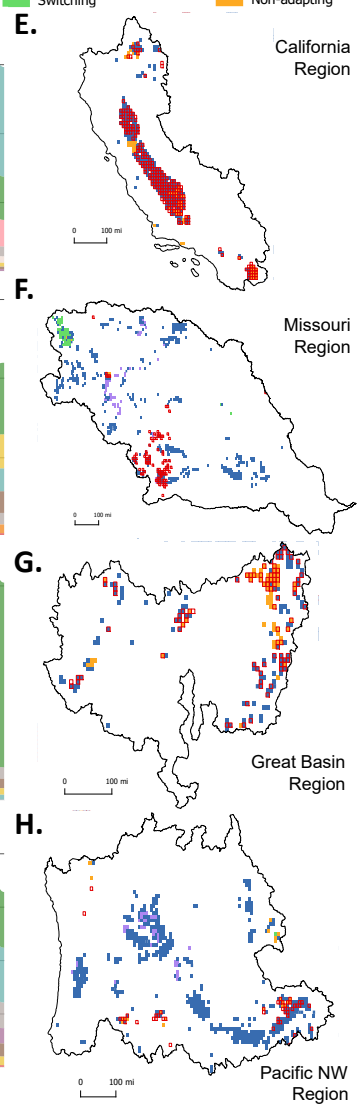 Switching
Non-adapting
E.
California
Region
0 100 mi
F.
Missouri
Region
0 100 mi
G.
0 100 mi
Great Basin
Region
H.
0 100 mi
Pacific NW
Region